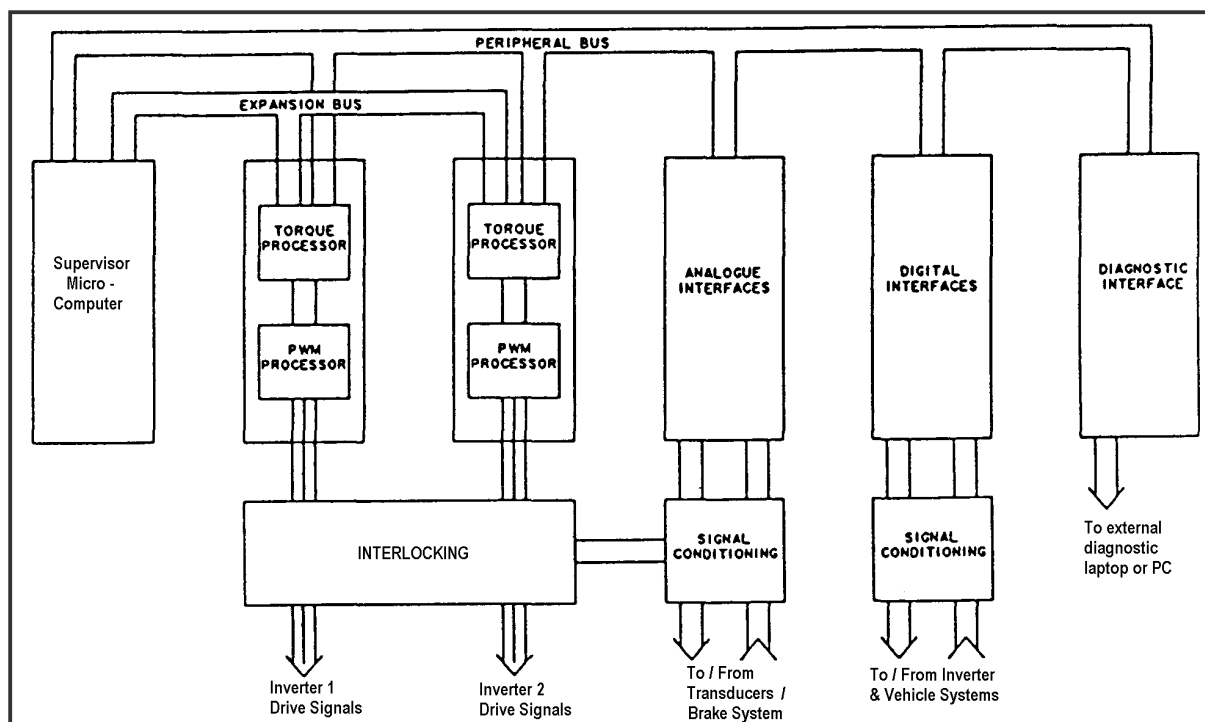 PERIPHERAL BUS
EXPANSION BUS
Supervisor
Micro -
Computer
TORQUE
PROCESSOR
PWM
PROCESSOR
TORQUE
PROCESSOR
PWM
PROCESSOR
ANALOGUE
INTERFACES
DIGITAL
INTERFACES
DIAGNOSTIC
INTERFACE
INTERLOCKING
SIGNAL
CONDITIONING
SIGNAL
CONDITIONING
To external
diagnostic
laptop or PC
Inverter 1
Drive Signals
Inverter 2
Drive Signals
To / From
Transducers /
Brake System
To / From Inverter
& Vehicle Systems